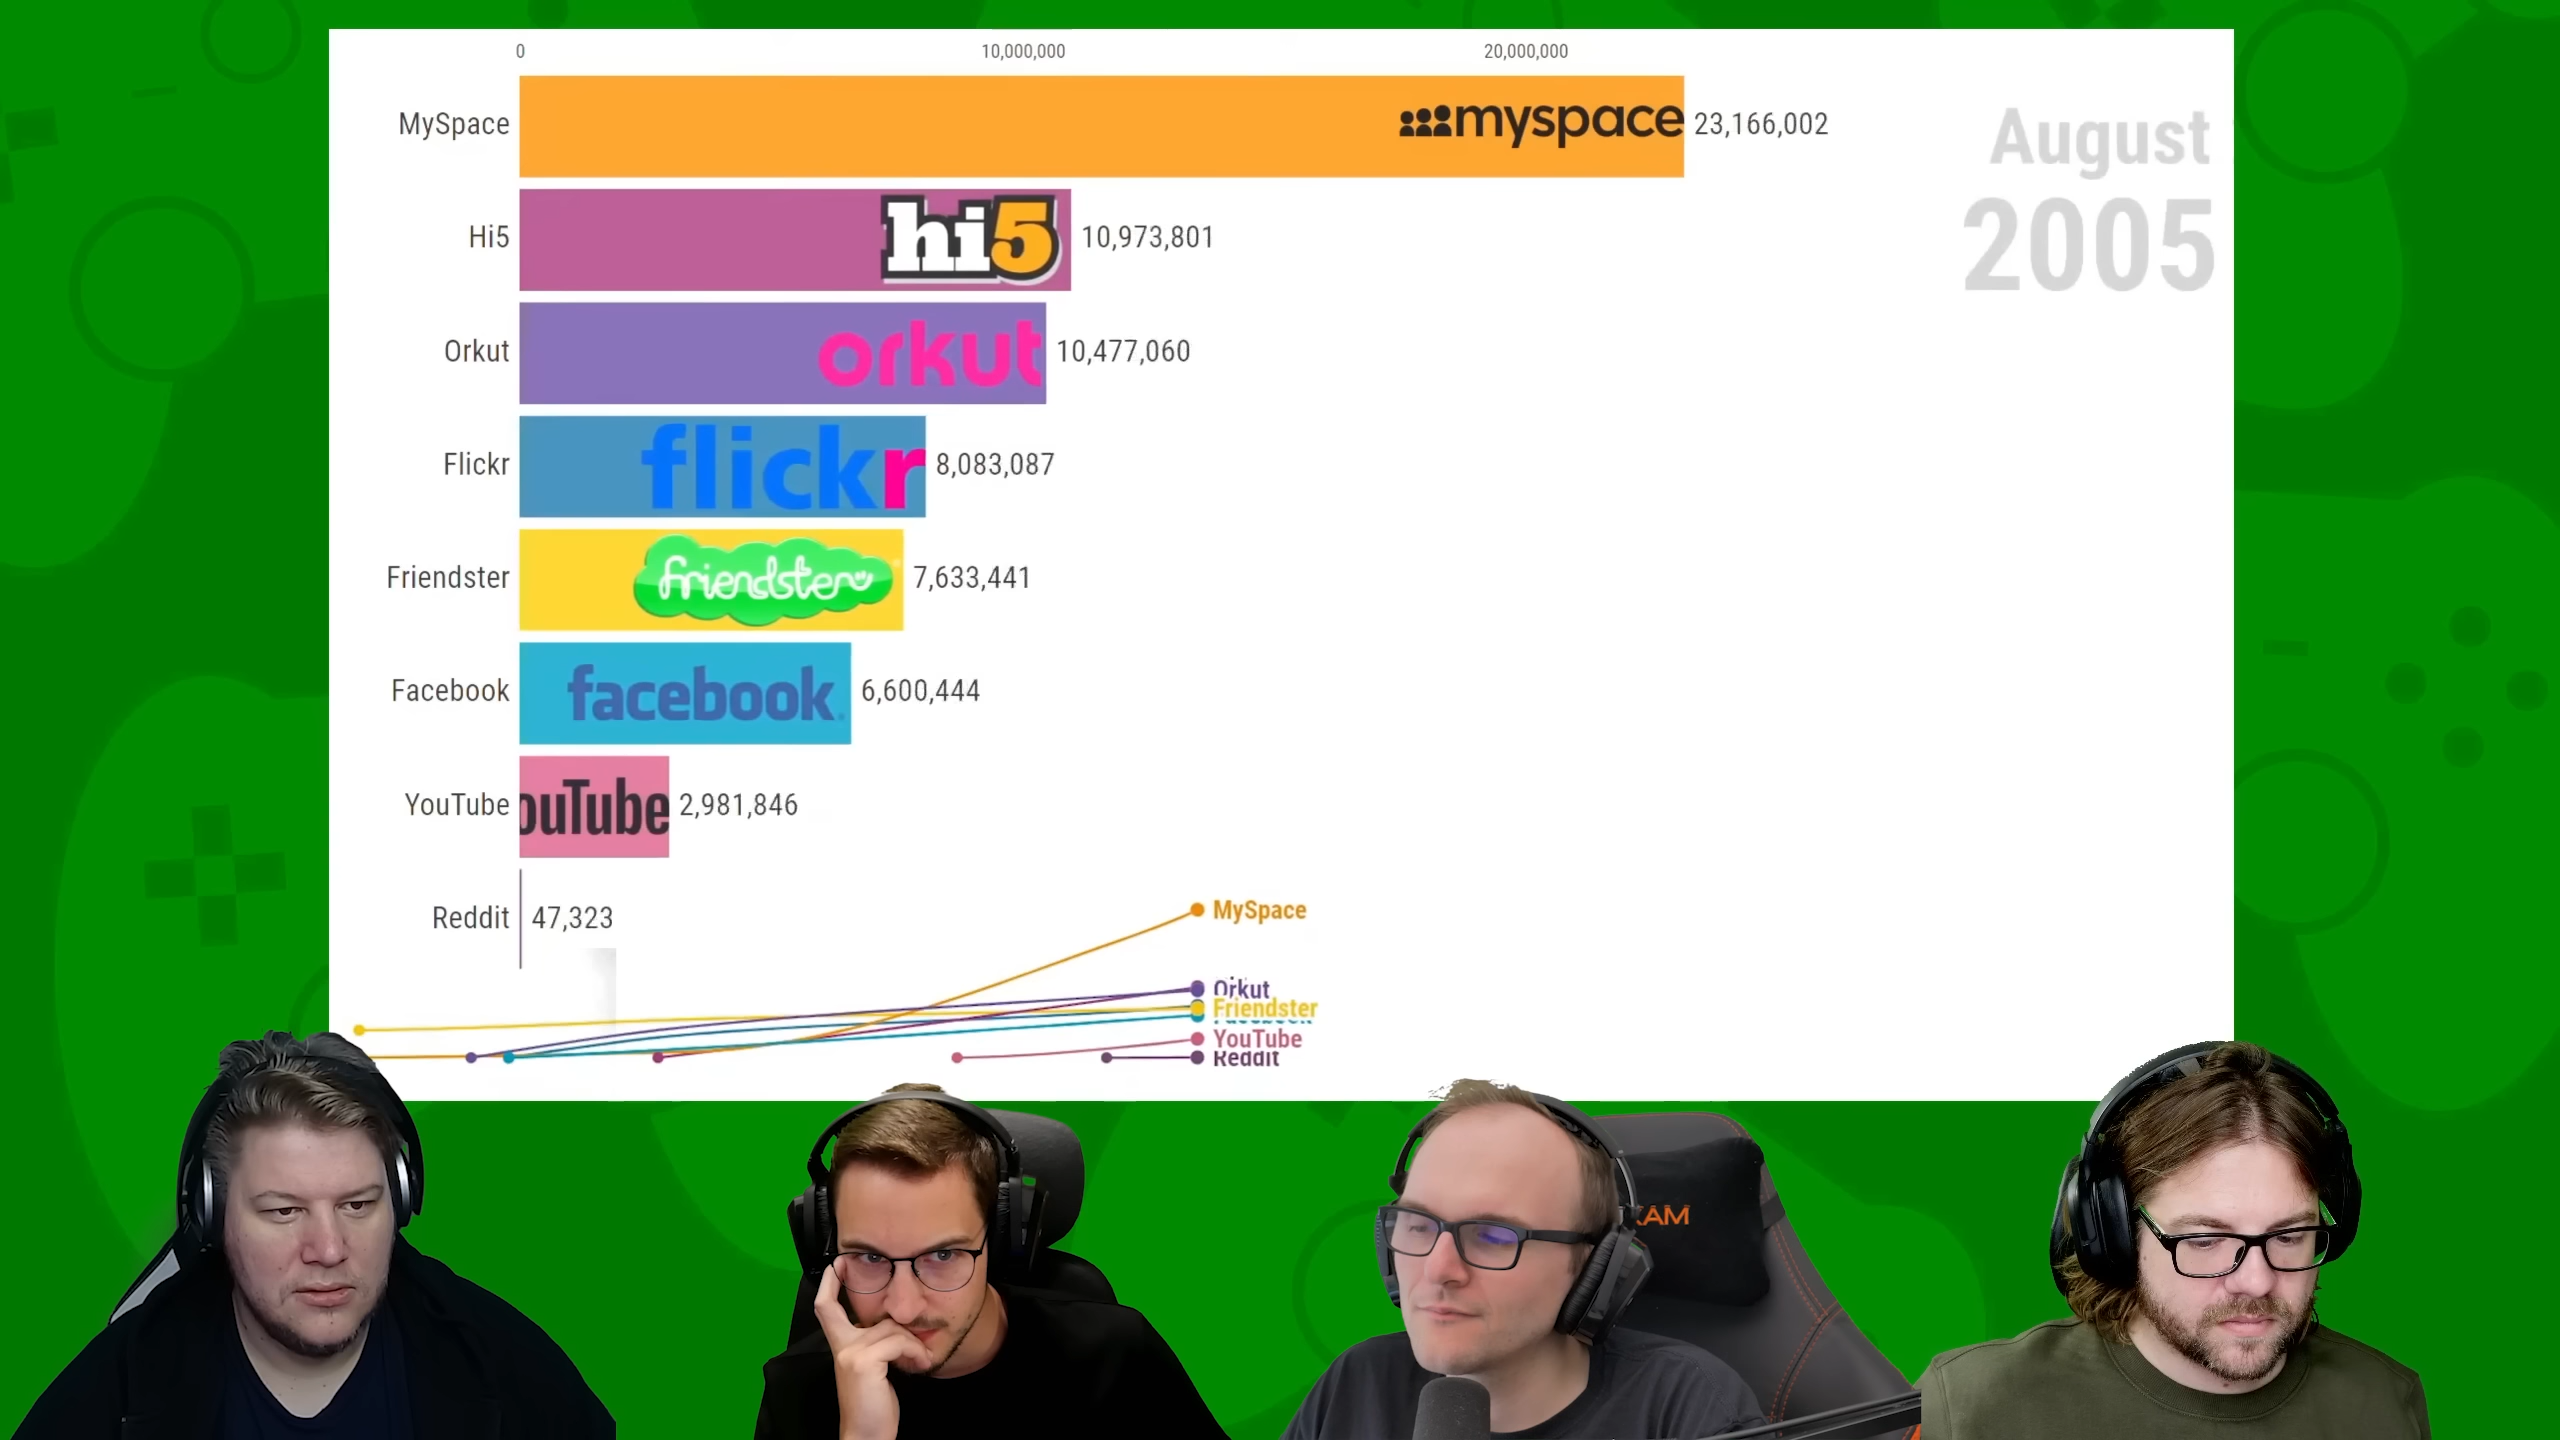 0 10,000,000 20,000,000
MySpace myspace 23,166,002
August
2005
Hi5 hi5 10,973,801
Orkut orkut 10,477,060
Flickr flickr 8,083,087
Friendster friendster 7,633,441
Facebook facebook 6,600,444
YouTube ouTube 2,981,846
Reddit 47,323
MySpace
Orkut
Friendster
YouTube
Reddit